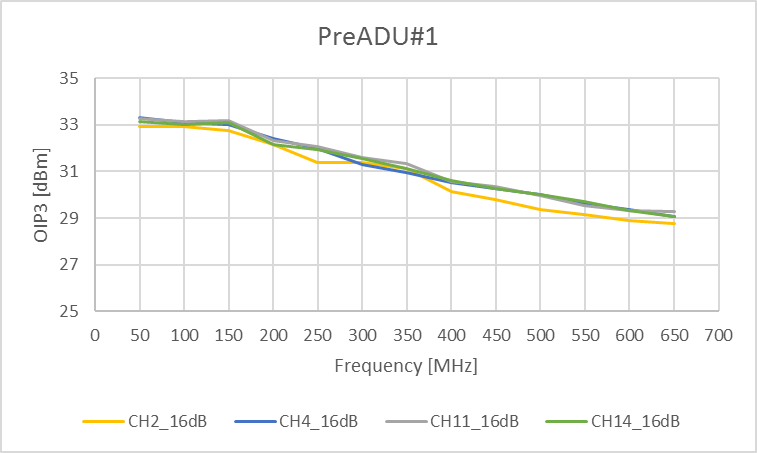 PreADU#1
35
33
31
29
27
25
OIP3 [dBm]
0 50 100 150 200 250 300 350 400 450 500 550 600 650 700
Frequency [MHz]
CH2_16dB CH4_16dB CH11_16dB CH14_16dB